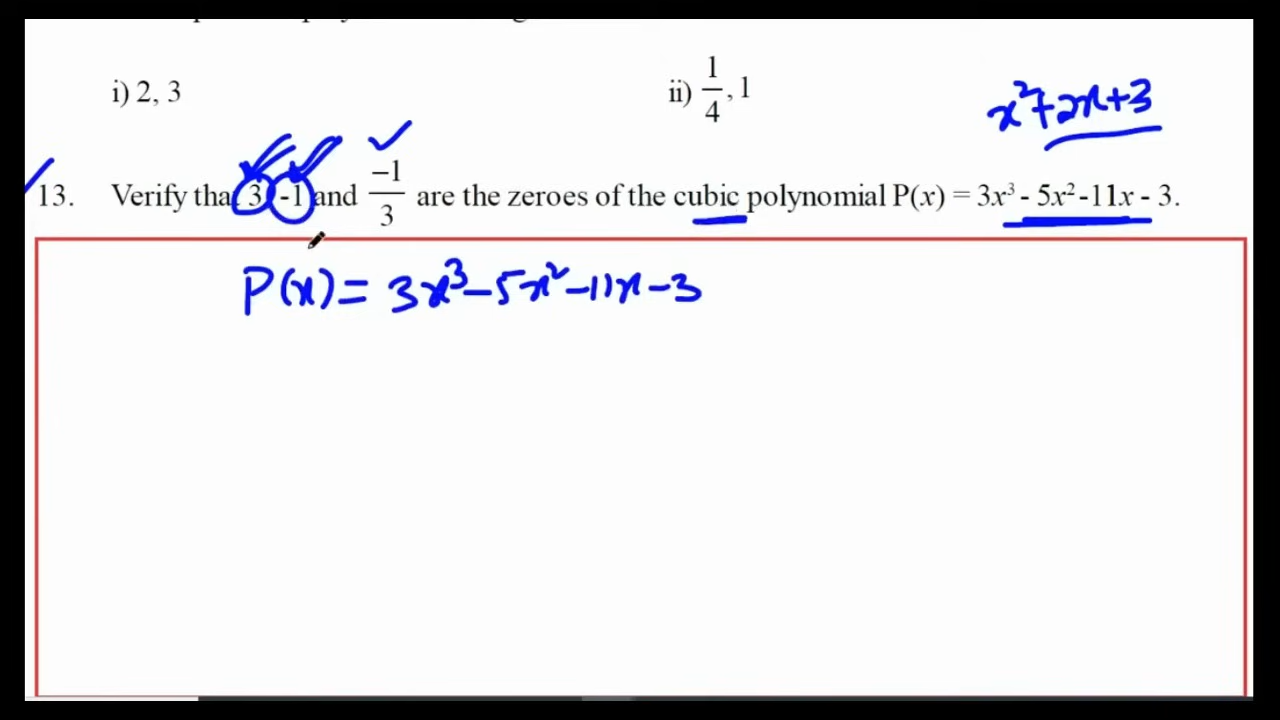 i) 2, 3
ii) 1/4, 1
x²+2x+3
13. Verify that 3, -1 and -1/3 are the zeroes of the cubic polynomial P(x) = 3x³ - 5x² -11x - 3.
P(x) = 3x³-5x²-11x-3